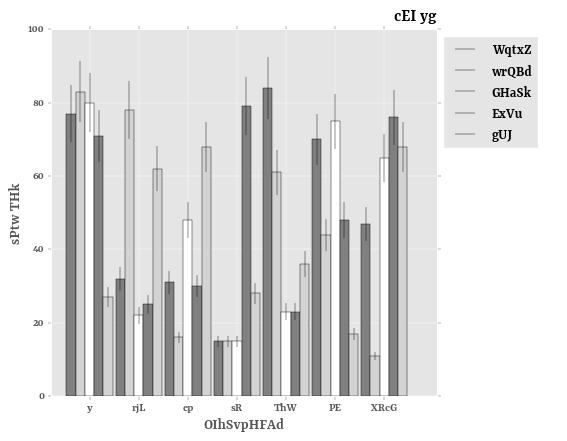 cEI yg
WqtxZ
wrQBd
GHaSk
ExVu
gUJ
sPtw THk
100
80
60
40
20
0
y rjL cp sR ThW PE XRcG
OIhSvpHFAd